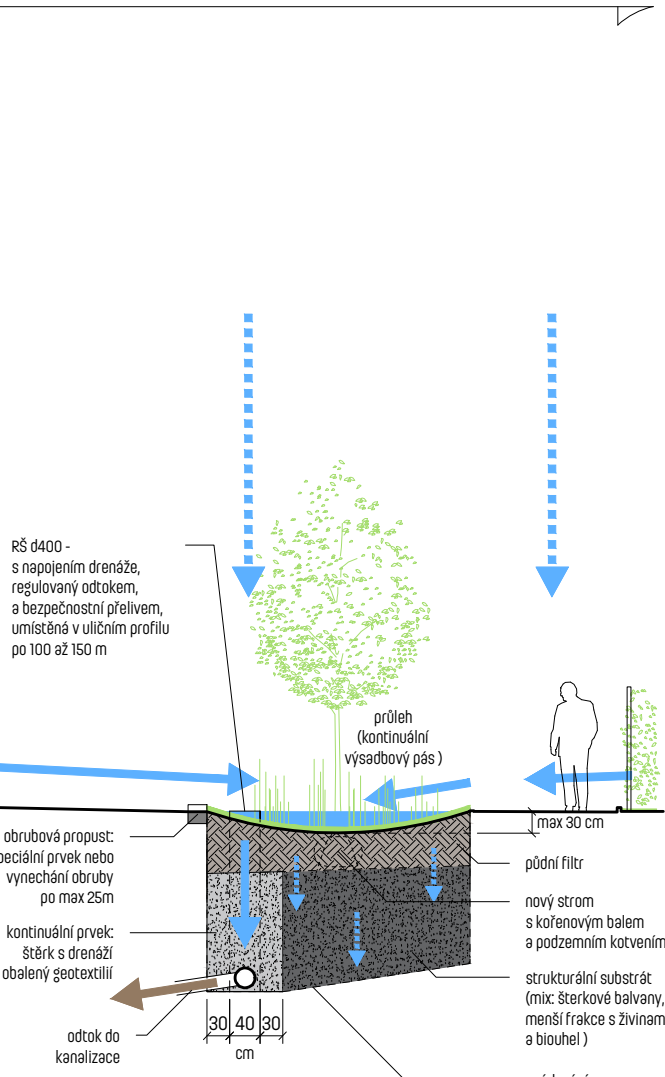 RŠ d400 -
s napojením drenáže,
regulovaný odtokem,
a bezpečnostní přelivem,
umístěná v uličním profilu
po 100 až 150 m
průleh
(kontinuální
výsadbový pás )
max 30 cm
obrubová propust:
peciální prvek nebo
vynechání obruby
po max 25m
kontinuální prvek:
štěrk s drenáží
obalený geotextilií
odtok do
kanalizace
30 40 30
cm
půdní filtr
nový strom
s kořenovým balem
a podzemním kotvením
strukturální substrát
(mix: šterkové balvany,
menší frakce s živinam
a biouhel )